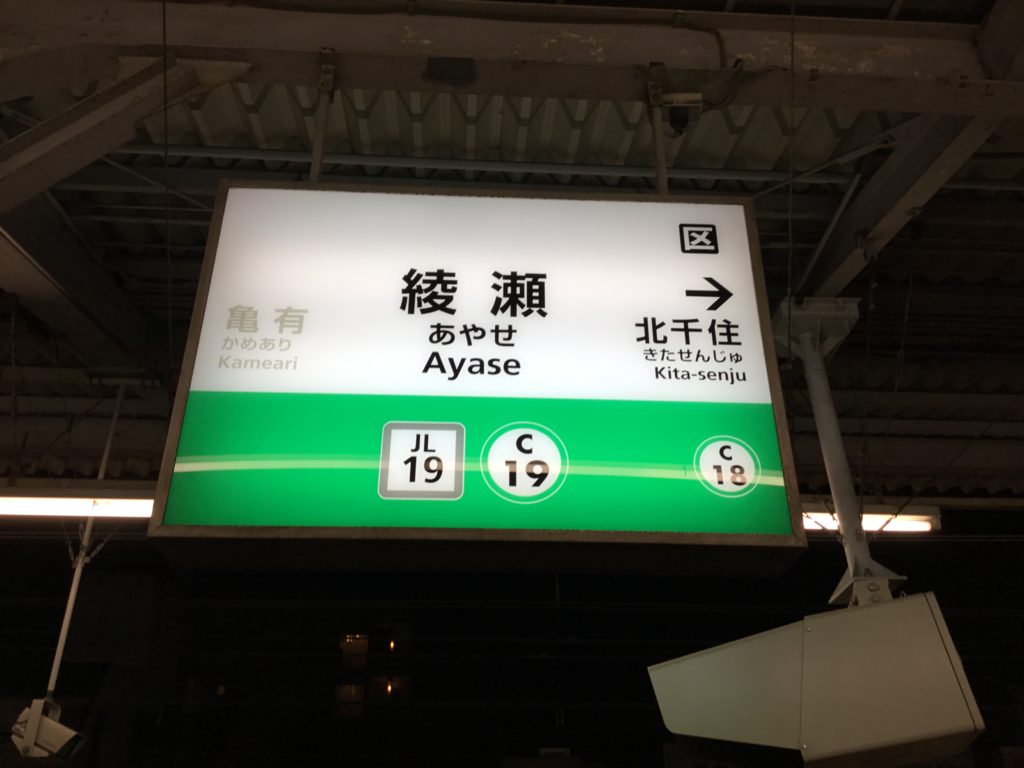 区
綾瀬
あやせ
Ayase
亀有
かめあり
Kameari
→
北千住
きたせんじゅ
Kita-senju
JL
19
C
19
C
18